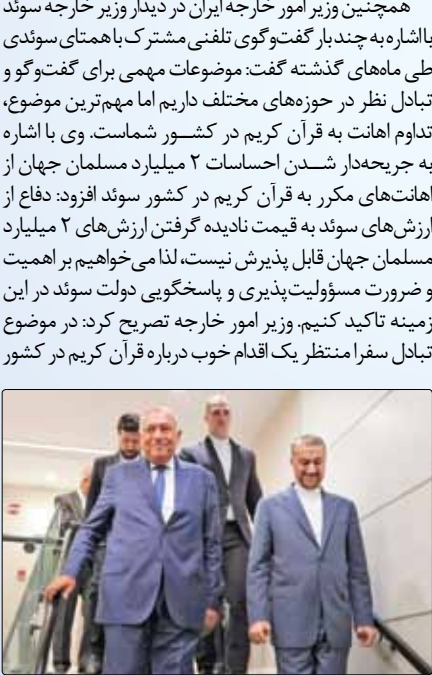 همچنین وزیر امور خارجه ایران در دیدار وزیر خارجه سوئد
بااشاره به چندبار گفت‌وگوی تلفنی مشترک با همتای سوئدی
طی ماه‌های گذشته گفت: موضوعات مهمی برای گفت‌وگو و
تبادل نظر در حوزه‌های مختلف داریم اما مهم‌ترین موضوع،
تداوم اهانت به قرآن کریم در کشــور شماست. وی با اشاره
به جریحه‌دار شــدن احساسات ۲ میلیارد مسلمان جهان از
اهانت‌های مکرر به قرآن کریم در کشور سوئد افزود: دفاع از
ارزش‌های سوئد به قیمت نادیده گرفتن ارزش‌های ۲ میلیارد
مسلمان جهان قابل پذیرش نیست، لذا می‌خواهیم بر اهمیت
و ضرورت مسؤولیت‌پذیری و پاسخگویی دولت سوئد در این
زمینه تاکید کنیم. وزیر امور خارجه تصریح کرد: در موضوع
تبادل سفرا منتظر یک اقدام خوب درباره قرآن کریم در کشور